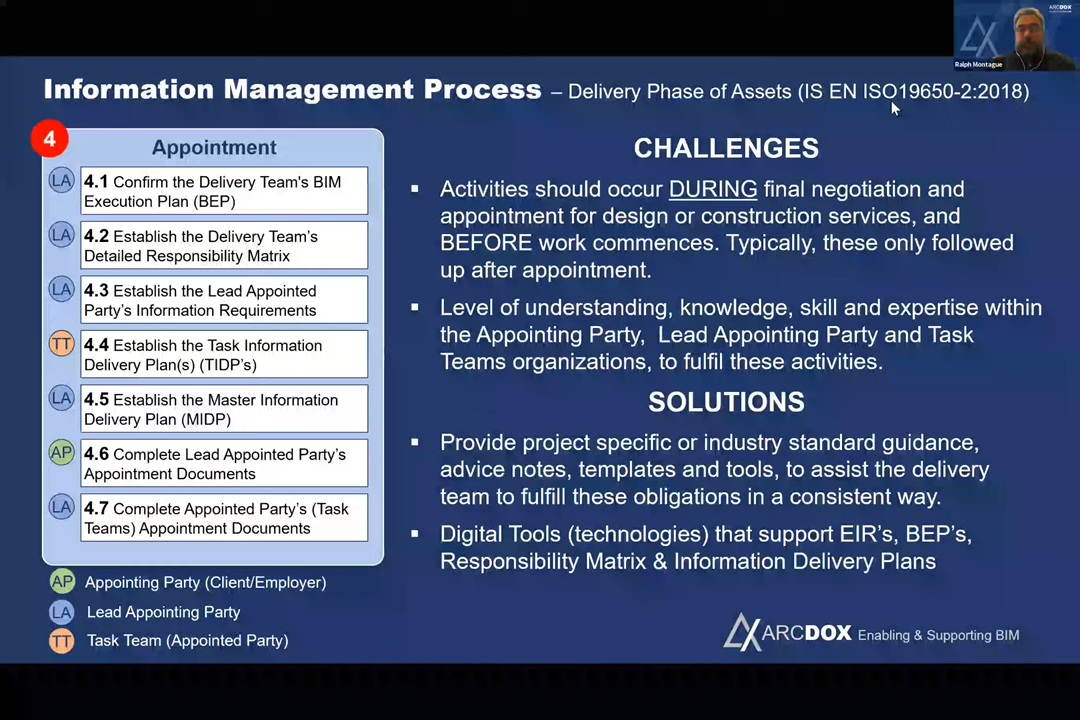 ARCDOX
Ralph Montague
Information Management Process – Delivery Phase of Assets (IS EN ISO19650-2:2018)
4
Appointment
LA
4.1 Confirm the Delivery Team's BIM
Execution Plan (BEP)
LA
4.2 Establish the Delivery Team's
Detailed Responsibility Matrix
LA
4.3 Establish the Lead Appointed
Party's Information Requirements
TT
4.4 Establish the Task Information
Delivery Plan(s) (TIDP's)
LA
4.5 Establish the Master Information
Delivery Plan (MIDP)
AP
4.6 Complete Lead Appointed Party's
Appointment Documents
LA
4.7 Complete Appointed Party's (Task
Teams) Appointment Documents
AP Appointing Party (Client/Employer)
LA Lead Appointing Party
TT Task Team (Appointed Party)
CHALLENGES
▪ Activities should occur DURING final negotiation and
appointment for design or construction services, and
BEFORE work commences. Typically, these only followed
up after appointment.
▪ Level of understanding, knowledge, skill and expertise within
the Appointing Party, Lead Appointing Party and Task
Teams organizations, to fulfil these activities.
SOLUTIONS
▪ Provide project specific or industry standard guidance,
advice notes, templates and tools, to assist the delivery
team to fulfill these obligations in a consistent way.
▪ Digital Tools (technologies) that support EIR's, BEP's,
Responsibility Matrix & Information Delivery Plans
ARCDOX Enabling & Supporting BIM